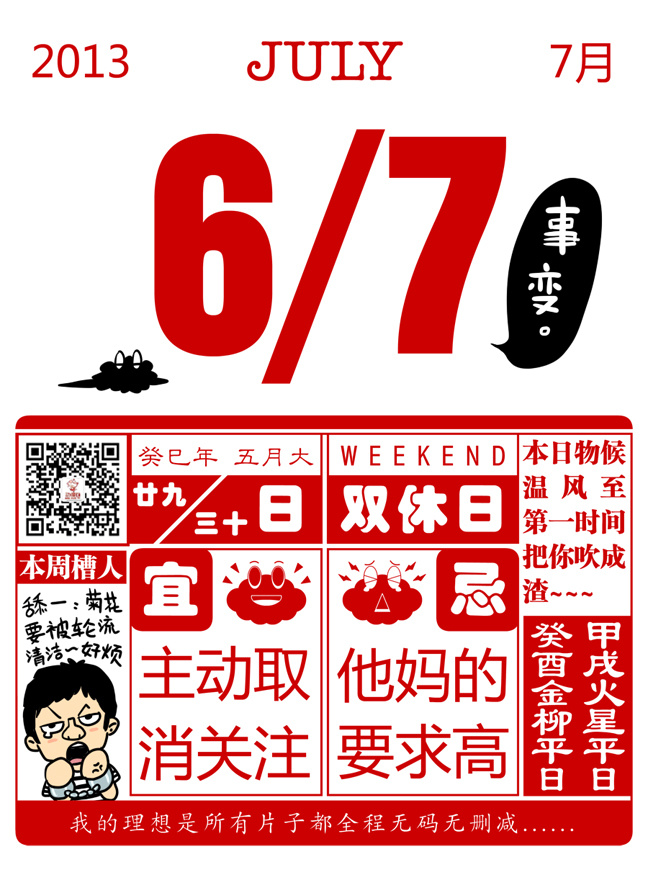 2013 JULY 7月
6/7
事变。
癸巳年 五月大
廿九/三十日
WEEKEND
双休日
本日物候
温风至
第一时间
把你吹成
渣~~~
本周槽人
舔一：菊花
要被轮流
清洁~好烦
宜
主动取
消关注
忌
他妈的
要求高
甲戌火星平日
癸酉金柳平日
我的理想是所有片子都全程无码无删减......